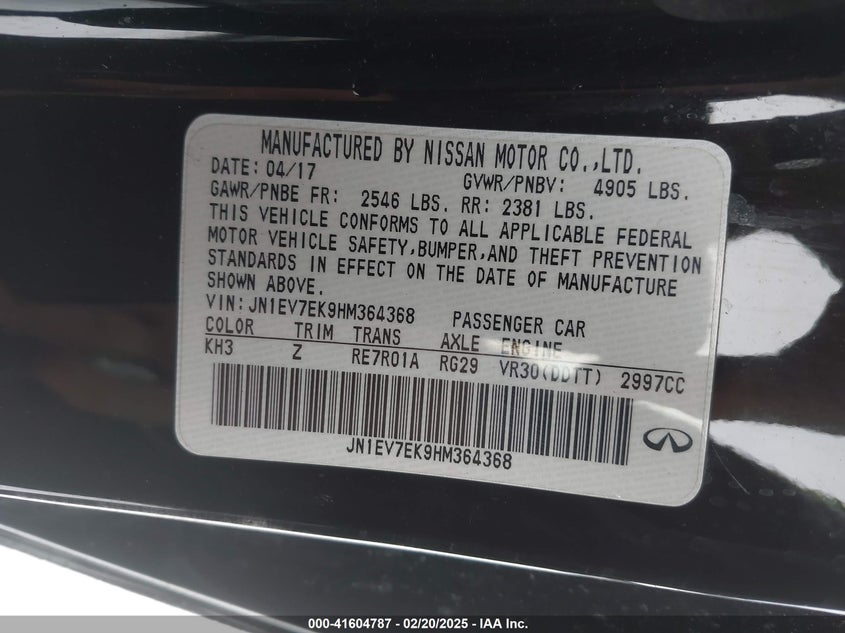 MANUFACTURED BY NISSAN MOTOR CO.,LTD.
DATE: 04/17 GVWR/PNBV: 4905 LBS.
GAWR/PNBE FR: 2546 LBS. RR: 2381 LBS.
THIS VEHICLE CONFORMS TO ALL APPLICABLE FEDERAL
MOTOR VEHICLE SAFETY,BUMPER,AND THEFT PREVENTION
STANDARDS IN EFFECT ON THE DATE OF MANUFACTURE
SHOWN ABOVE.
VIN:JN1EV7EK9HM364368 PASSENGER CAR
COLOR TRIM TRANS AXLE ENGINE
KH3 Z RE7R01A RG29 VR30(DDTT) 2997CC
JN1EV7EK9HM364368
000-41604787 - 02/20/2025 - IAA Inc.